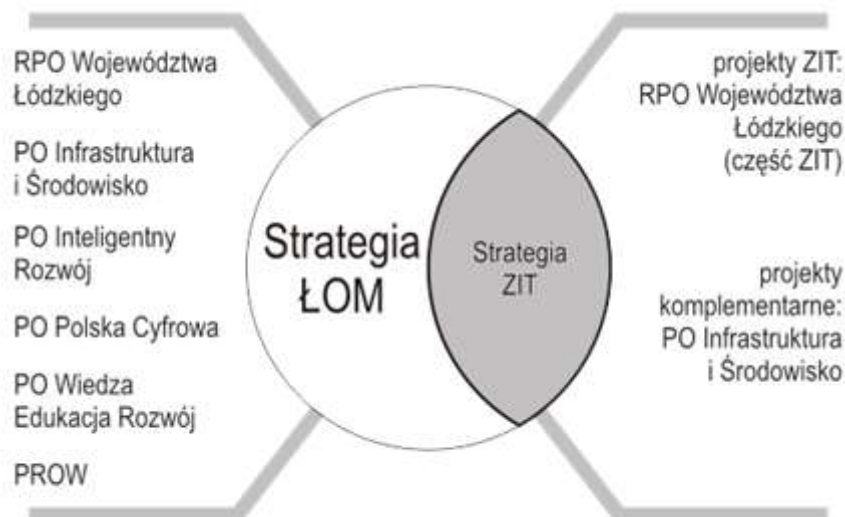 RPO Województwa
Łódzkiego
PO Infrastruktura
i Środowisko
PO Inteligentny
Rozwój
PO Polska Cyfrowa
PO Wiedza
Edukacja Rozwój
PROW
Strategia
ŁOM
Strategia
ZIT
projekty ZIT:
RPO Województwa
Łódzkiego
(część ZIT)
projekty
komplementarne:
PO Infrastruktura
i Środowisko